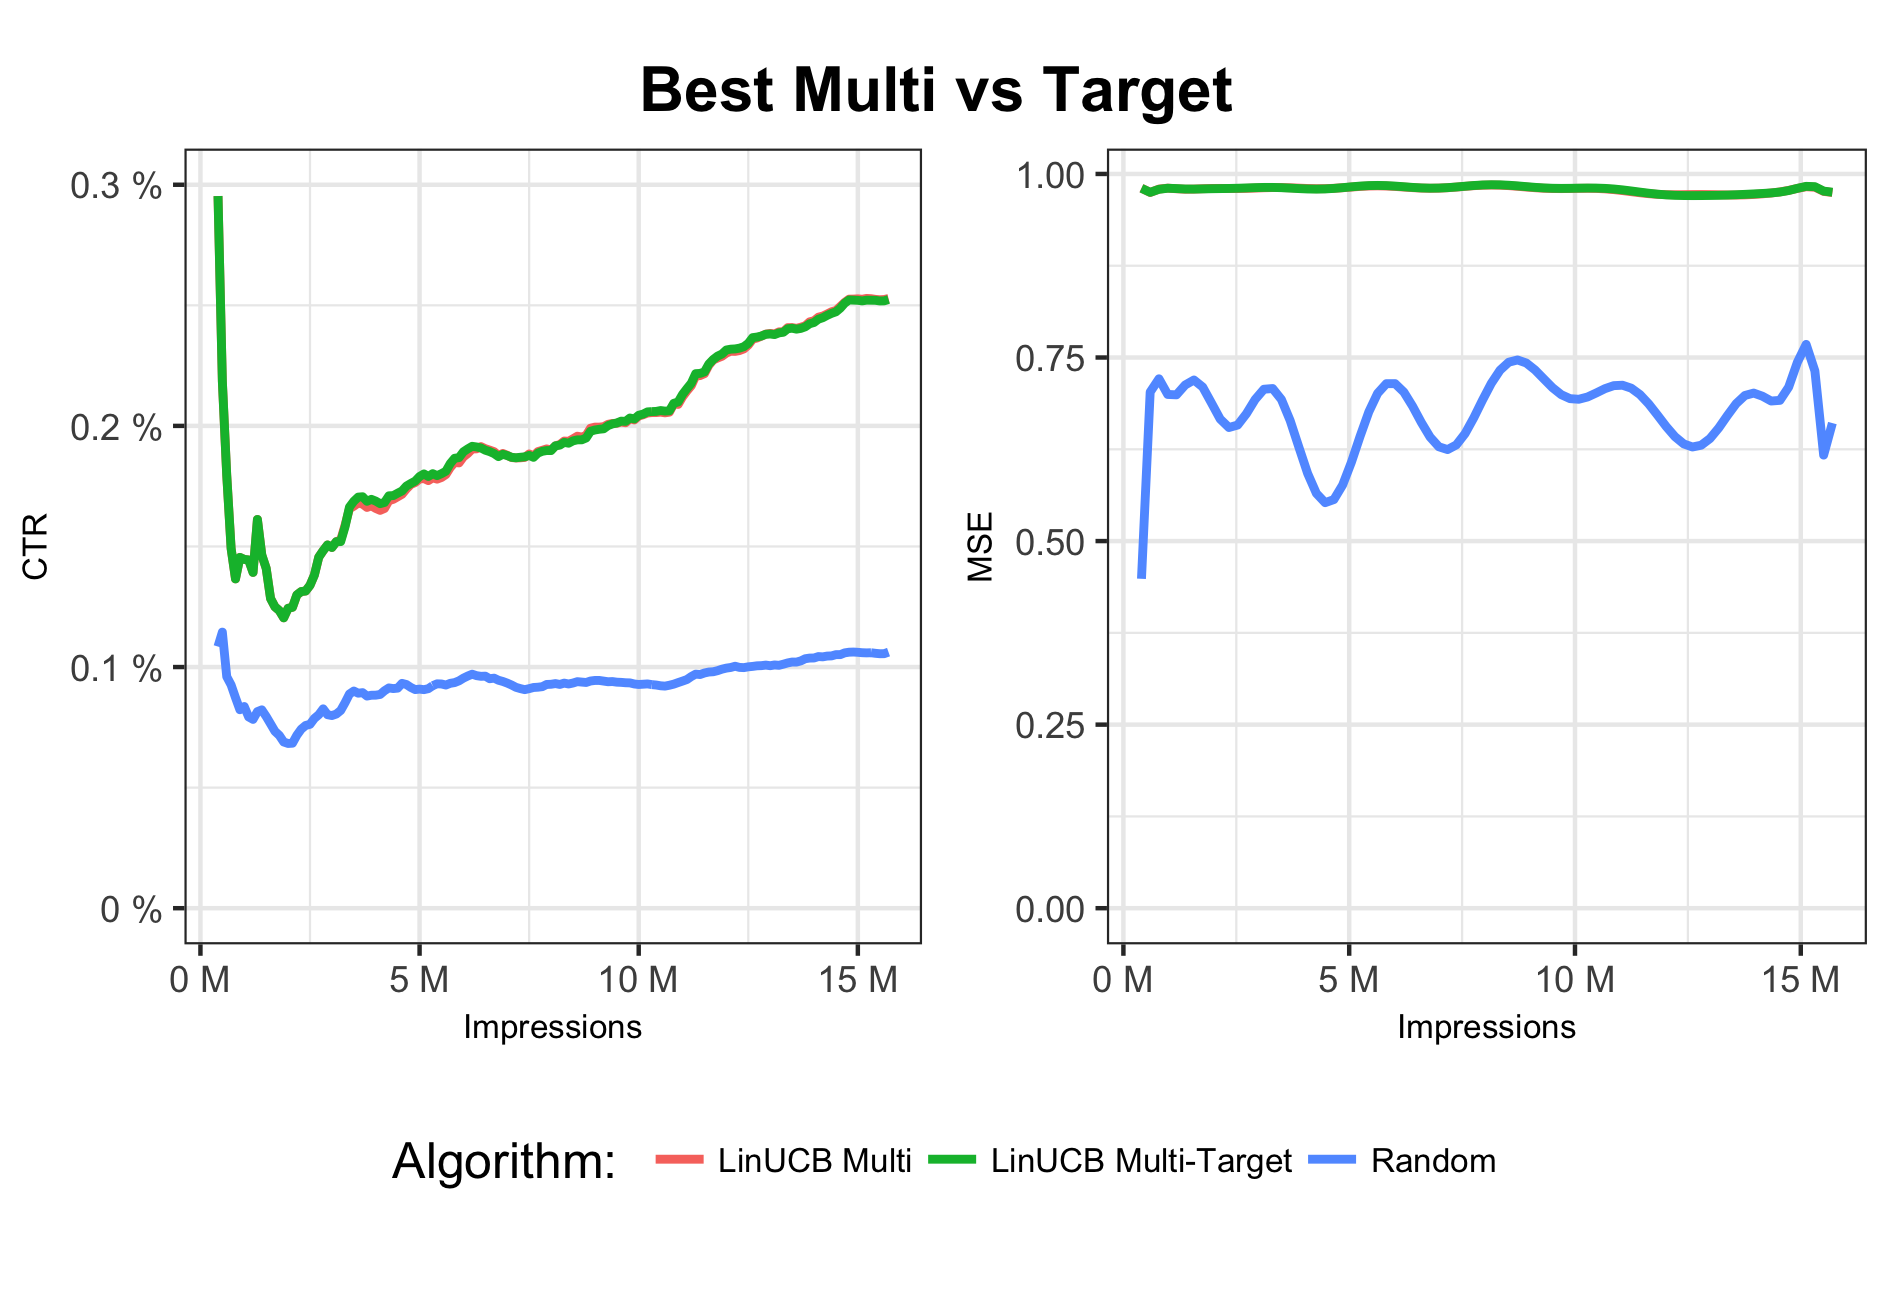 Best Multi vs Target
CTR
0.3 %
0.2 %
0.1 %
0 %
0 M 5 M 10 M 15 M
Impressions
MSE
1.00
0.75
0.50
0.25
0.00
0 M 5 M 10 M 15 M
Impressions
Algorithm: LinUCB Multi LinUCB Multi-Target Random